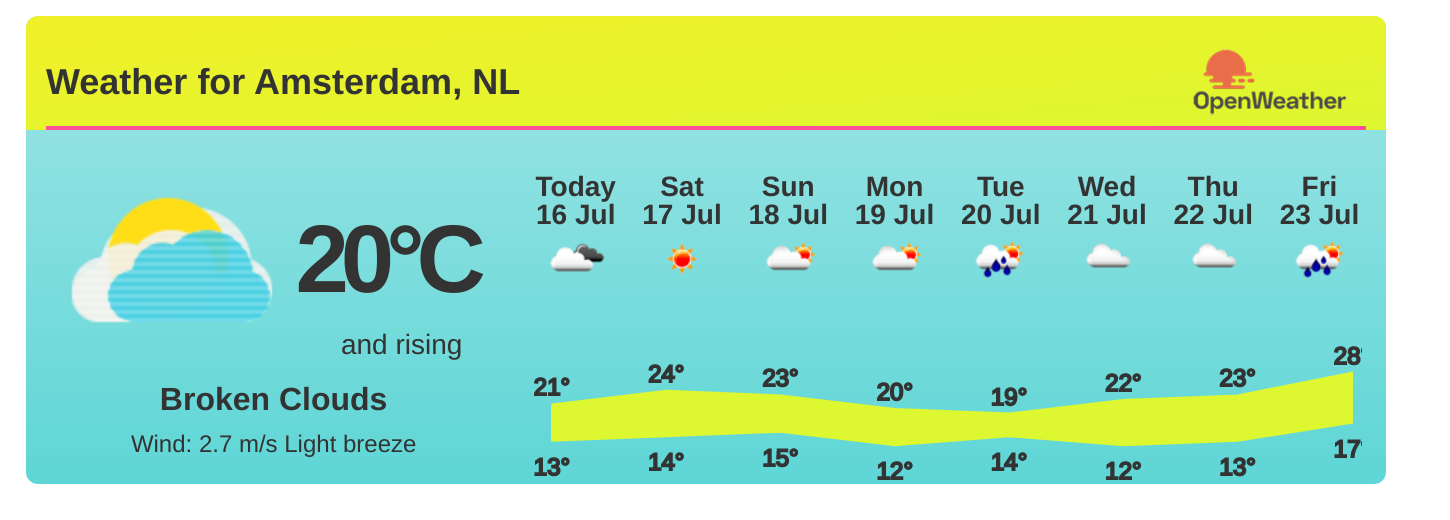 Weather for Amsterdam, NL
OpenWeather
20°C
and rising
Broken Clouds
Wind: 2.7 m/s Light breeze
Today Sat Sun Mon Tue Wed Thu Fri
16 Jul 17 Jul 18 Jul 19 Jul 20 Jul 21 Jul 22 Jul 23 Jul
21° 24° 23° 20° 19° 22° 23° 28°
13° 14° 15° 12° 14° 12° 13° 17